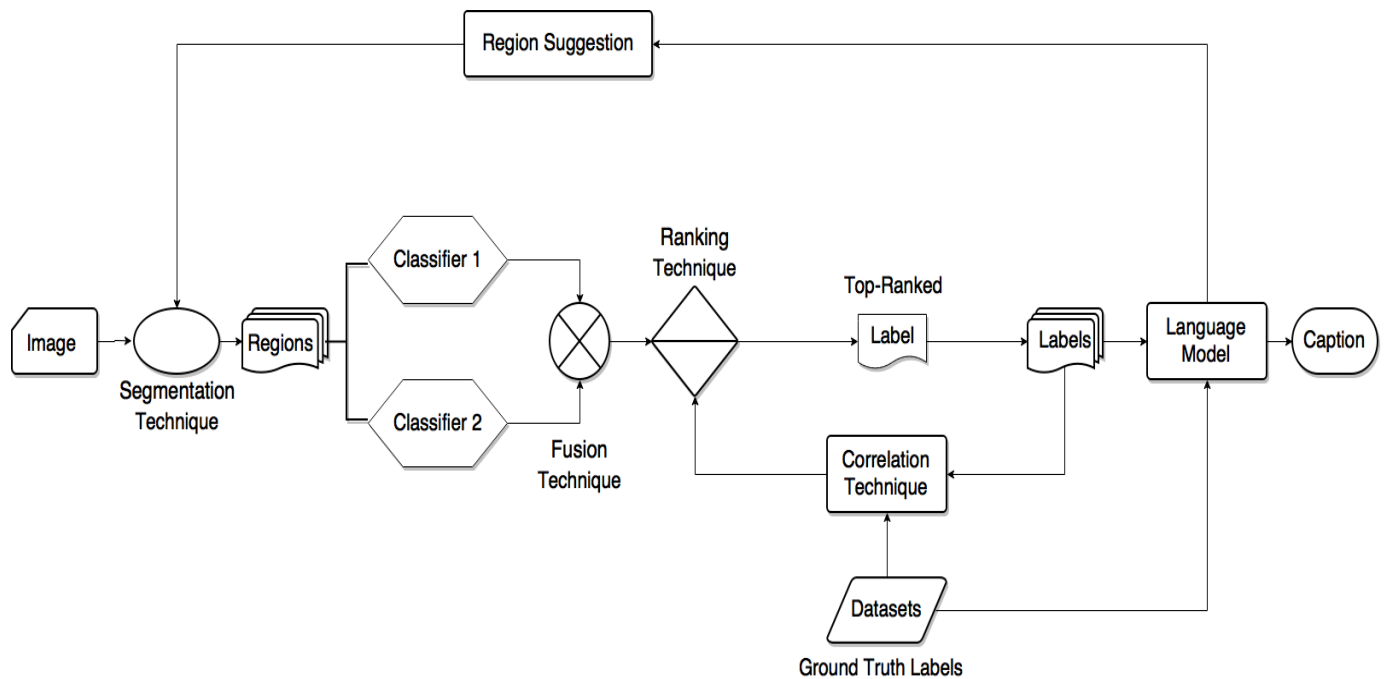 Region Suggestion
Classifier 1
Ranking
Technique
Top-Ranked
Image
Regions
Label
Labels
Language
Model
Caption
Segmentation
Technique
Classifier 2
Fusion
Technique
Correlation
Technique
Datasets
Ground Truth Labels